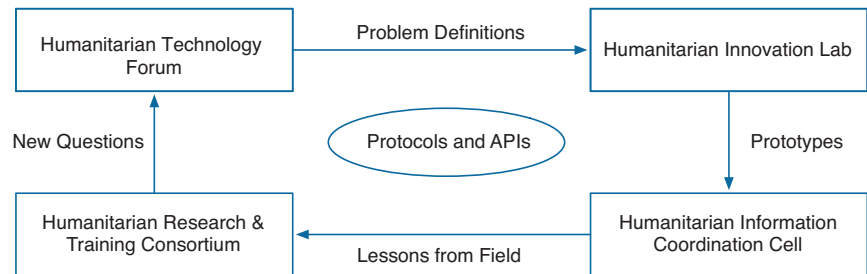 Humanitarian Technology
Forum
Problem Definitions
Humanitarian Innovation Lab
New Questions
Protocols and APIs
Prototypes
Humanitarian Research &
Training Consortium
Lessons from Field
Humanitarian Information
Coordination Cell